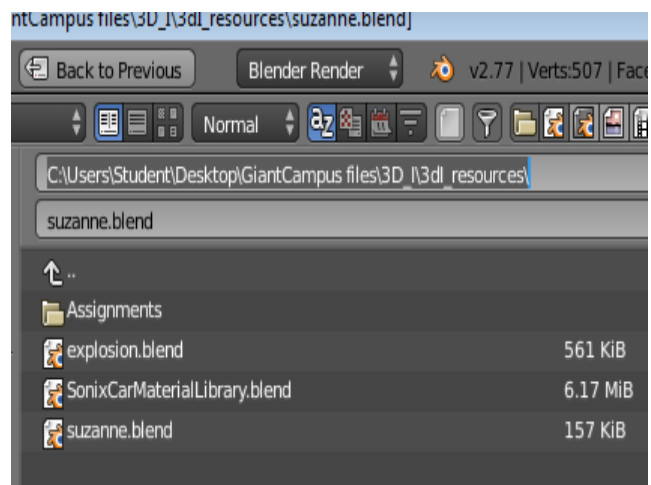 ntCampus files\3D_I\3dI_resources\suzanne.blend]
Back to Previous Blender Render v2.77 | Verts:507 | Face
Normal az
C:\Users\Student\Desktop\GiantCampus files\3D_I\3dI_resources\
suzanne.blend
..
Assignments
explosion.blend 561 KiB
SonixCarMaterialLibrary.blend 6.17 MiB
suzanne.blend 157 KiB